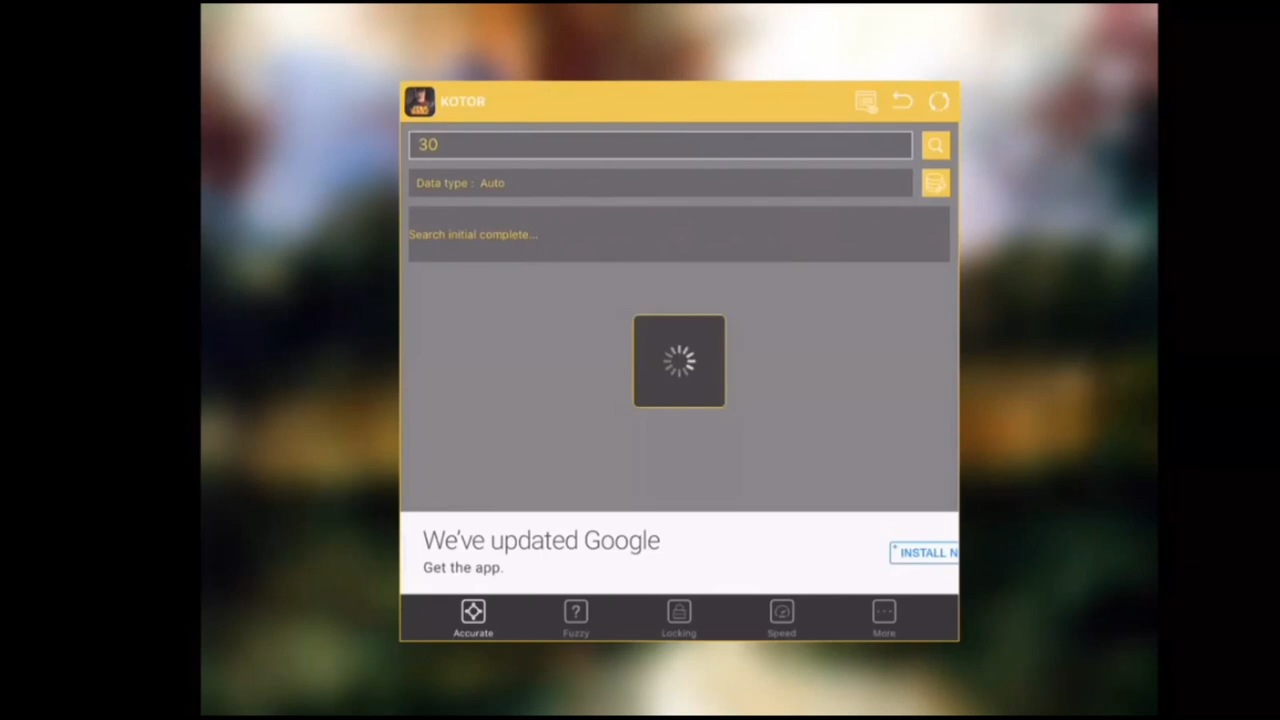 KOTOR
30
Data type : Auto
Search initial complete...
We've updated Google
Get the app.
INSTALL N
Accurate
Fuzzy
Locking
Speed
More